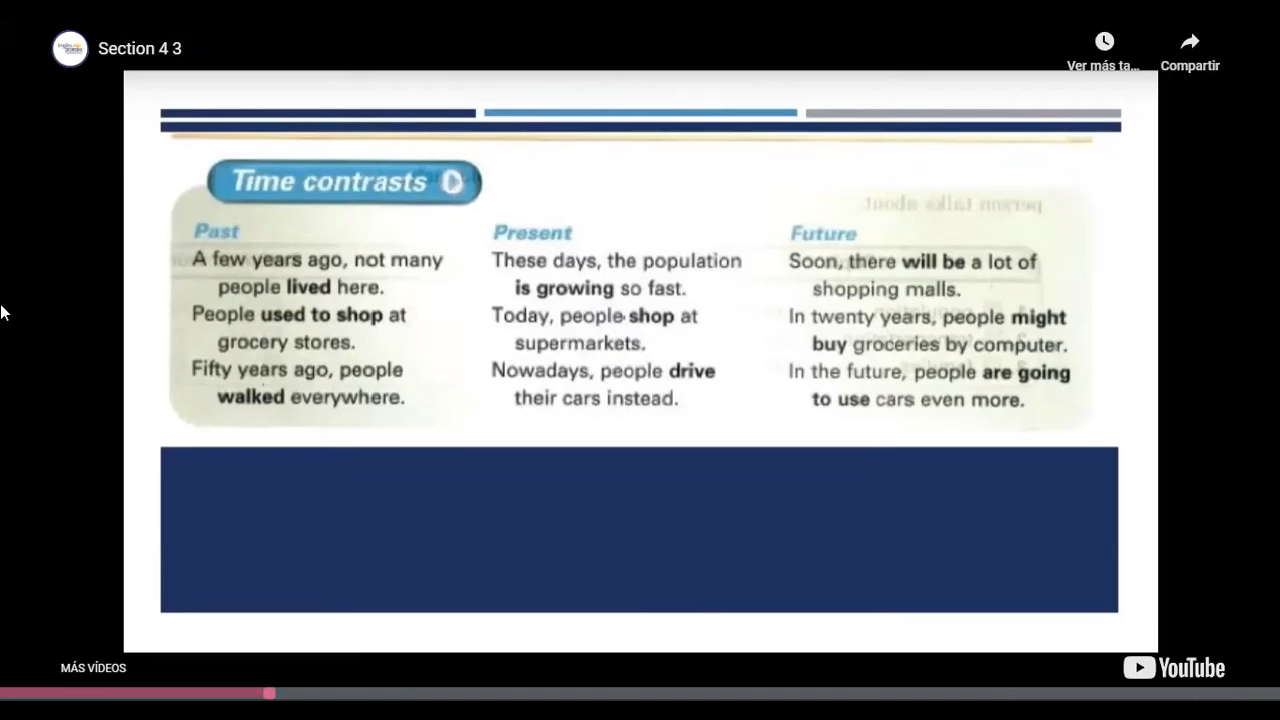 Section 4 3
Ver más ta...
Compartir
Time contrasts
Past
A few years ago, not many
people lived here.
People used to shop at
grocery stores.
Fifty years ago, people
walked everywhere.
Present
These days, the population
is growing so fast.
Today, people shop at
supermarkets.
Nowadays, people drive
their cars instead.
person talks about
Future
Soon, there will be a lot of
shopping malls.
In twenty years, people might
buy groceries by computer.
In the future, people are going
to use cars even more.
MÁS VÍDEOS
YouTube